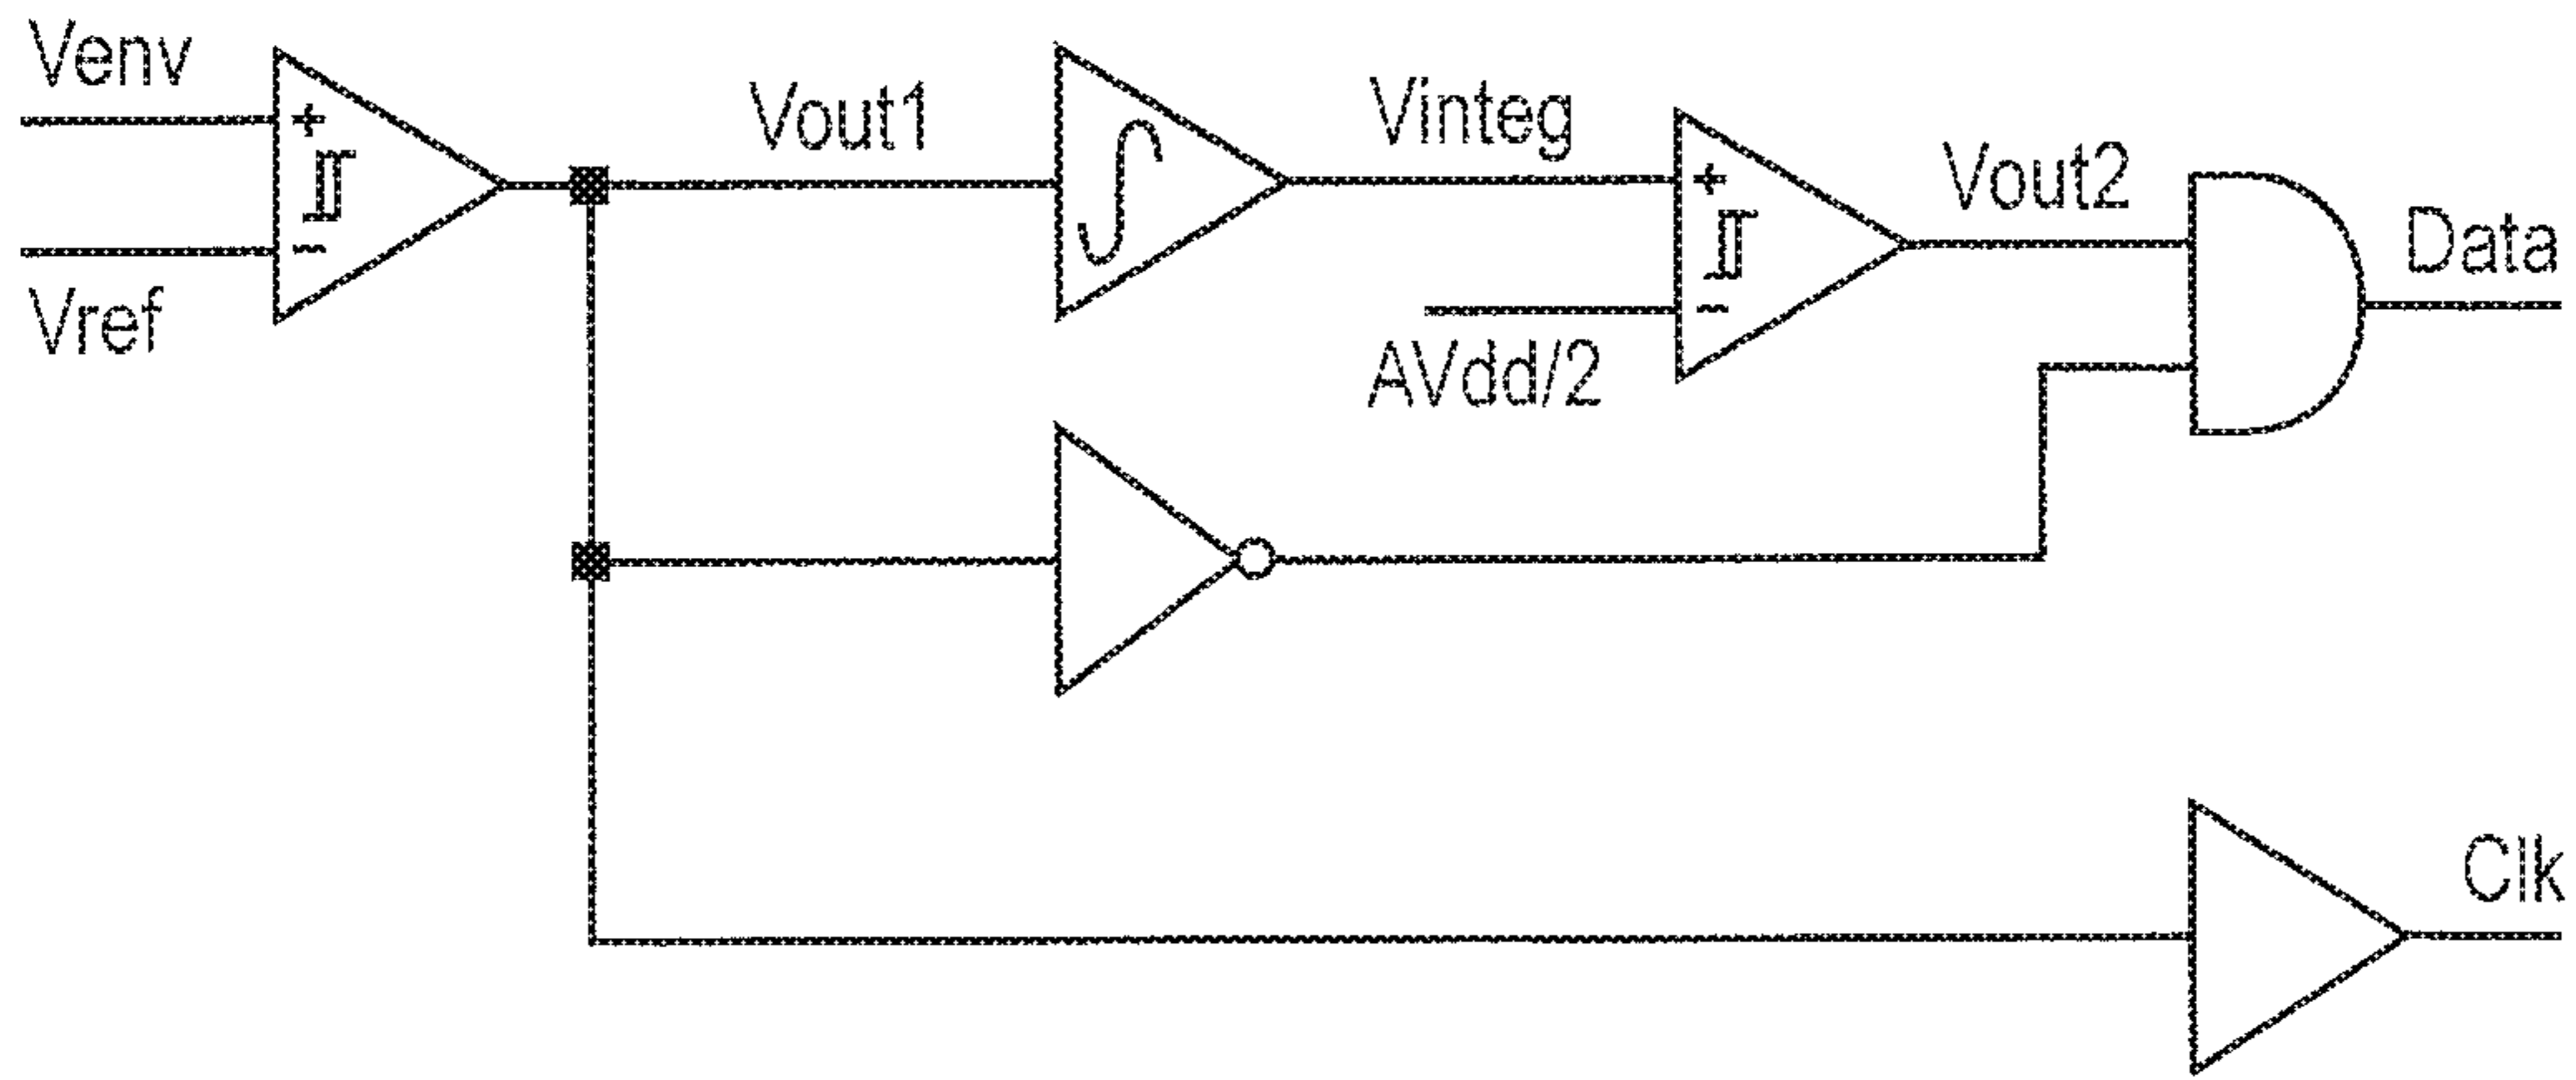 Venv
Vref
Vout1
Vinteg
AVdd/2
Vout2
Data
Clk